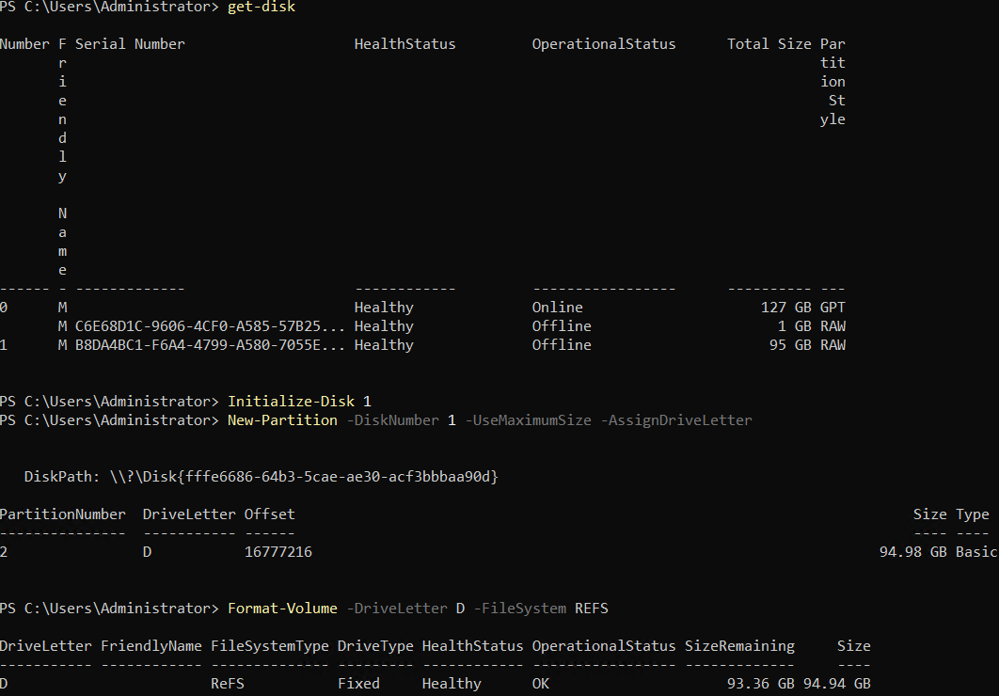 PS C:\Users\Administrator> get-disk
Number F Serial Number HealthStatus OperationalStatus Total Size Par
r tit
i ion
e St
n yle
d
l
y
N
a
m
e
------ - ------------- ------------ ----------------- ---------- ---
0 M Healthy Online 127 GB GPT
M C6E68D1C-9606-4CF0-A585-57B25... Healthy Offline 1 GB RAW
1 M B8DA4BC1-F6A4-4799-A580-7055E... Healthy Offline 95 GB RAW
PS C:\Users\Administrator> Initialize-Disk 1
PS C:\Users\Administrator> New-Partition -DiskNumber 1 -UseMaximumSize -AssignDriveLetter
DiskPath: \\?\Disk{fffe6686-64b3-5cae-ae30-acf3bbbaa90d}
PartitionNumber DriveLetter Offset Size Type
--------------- ----------- ------ ---- ----
2 D 16777216 94.98 GB Basic
PS C:\Users\Administrator> Format-Volume -DriveLetter D -FileSystem REFS
DriveLetter FriendlyName FileSystemType DriveType HealthStatus OperationalStatus SizeRemaining Size
----------- ------------ -------------- --------- ------------ ----------------- ------------- ----
D ReFS Fixed Healthy OK 93.36 GB 94.94 GB